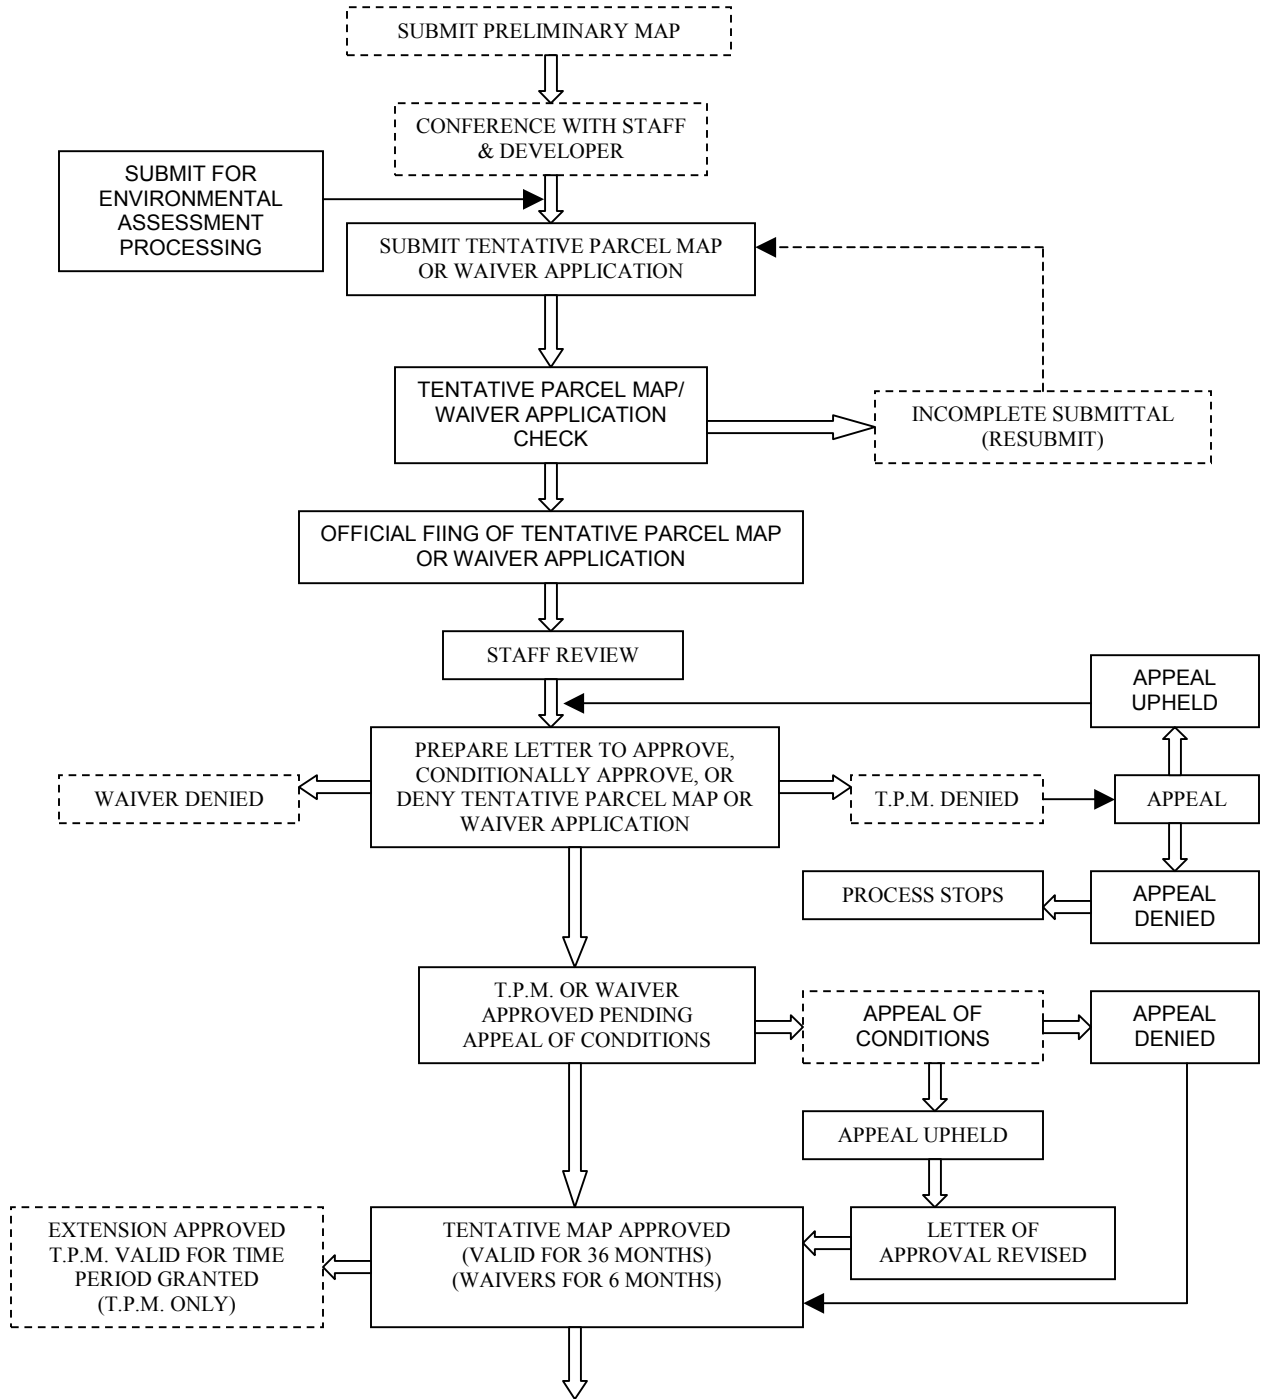 SUBMIT PRELIMINARY MAP
CONFERENCE WITH STAFF
& DEVELOPER
SUBMIT FOR
ENVIRONMENTAL
ASSESSMENT
PROCESSING
SUBMIT TENTATIVE PARCEL MAP
OR WAIVER APPLICATION
TENTATIVE PARCEL MAP/
WAIVER APPLICATION
CHECK
INCOMPLETE SUBMITTAL
(RESUBMIT)
OFFICIAL FIING OF TENTATIVE PARCEL MAP
OR WAIVER APPLICATION
STAFF REVIEW
APPEAL
UPHELD
PREPARE LETTER TO APPROVE,
CONDITIONALLY APPROVE, OR
DENY TENTATIVE PARCEL MAP OR
WAIVER APPLICATION
WAIVER DENIED
T.P.M. DENIED
APPEAL
PROCESS STOPS
APPEAL
DENIED
T.P.M. OR WAIVER
APPROVED PENDING
APPEAL OF CONDITIONS
APPEAL OF
CONDITIONS
APPEAL
DENIED
APPEAL UPHELD
EXTENSION APPROVED
T.P.M. VALID FOR TIME
PERIOD GRANTED
(T.P.M. ONLY)
TENTATIVE MAP APPROVED
(VALID FOR 36 MONTHS)
(WAIVERS FOR 6 MONTHS)
LETTER OF
APPROVAL REVISED